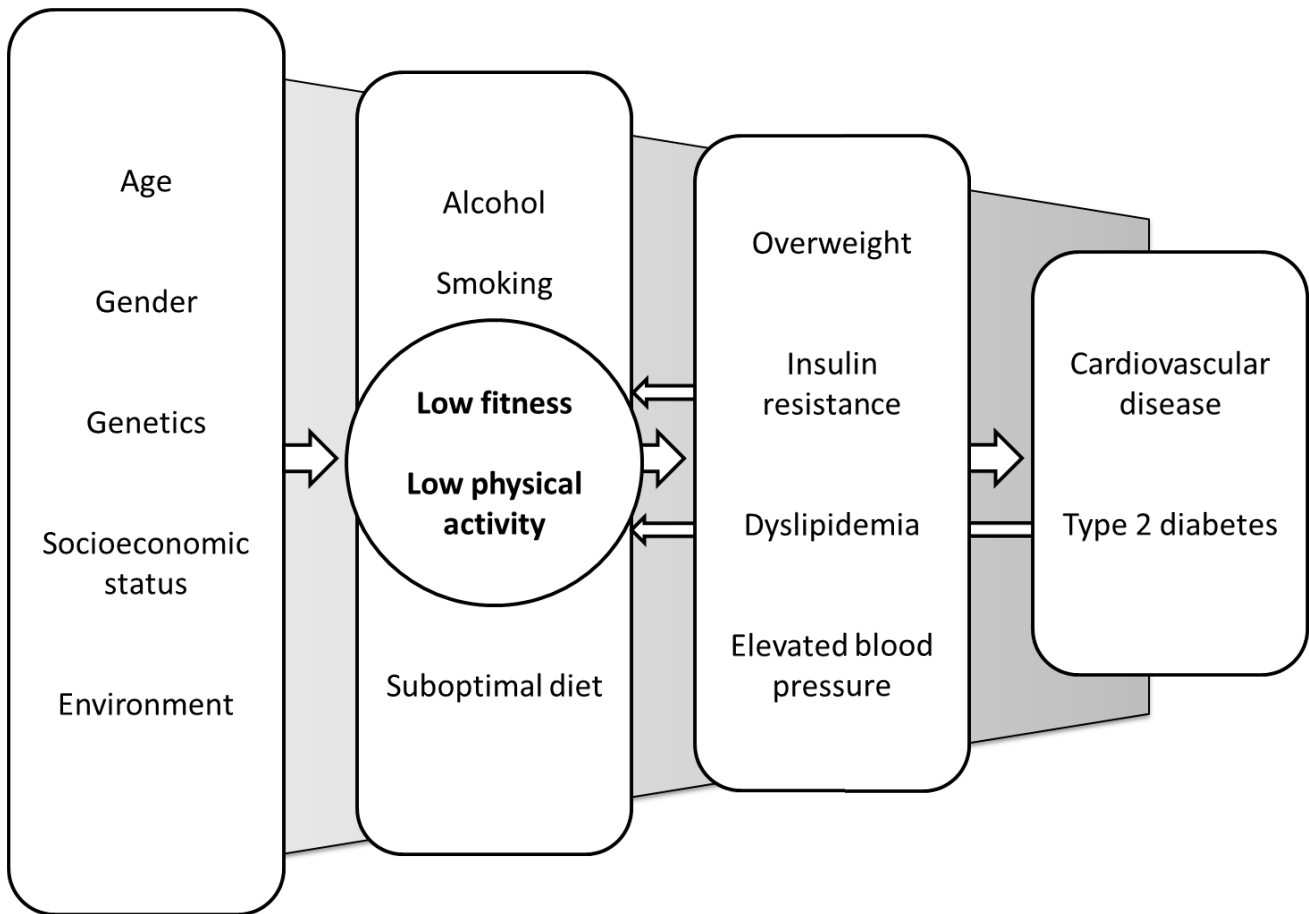 Age
Gender
Genetics
Socioeconomic
status
Environment
Alcohol
Smoking
Low fitness
Low physical
activity
Suboptimal diet
Overweight
Insulin
resistance
Dyslipidemia
Elevated blood
pressure
Cardiovascular
disease
Type 2 diabetes